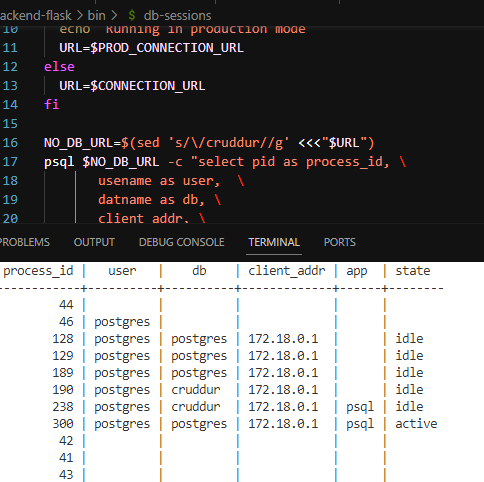 ackend-flask > bin > $ db-sessions
10 echo "Running in production mode"
11 URL=$PROD_CONNECTION_URL
12 else
13 URL=$CONNECTION_URL
14 fi
15
16 NO_DB_URL=$(sed 's/\/cruddur//g' <<<"$URL")
17 psql $NO_DB_URL -c "select pid as process_id, \
18 usename as user, \
19 datname as db, \
20 client_addr, \
PROBLEMS OUTPUT DEBUG CONSOLE TERMINAL PORTS
process_id | user | db | client_addr | app | state
------------+----------+----------+-------------+------+--------
44 | | | | |
46 | postgres | | | |
128 | postgres | postgres | 172.18.0.1 | | idle
129 | postgres | postgres | 172.18.0.1 | | idle
189 | postgres | postgres | 172.18.0.1 | | idle
190 | postgres | cruddur | 172.18.0.1 | | idle
238 | postgres | cruddur | 172.18.0.1 | psql | idle
300 | postgres | postgres | 172.18.0.1 | psql | active
42 | | | | |
41 | | | | |
43 | | | | |